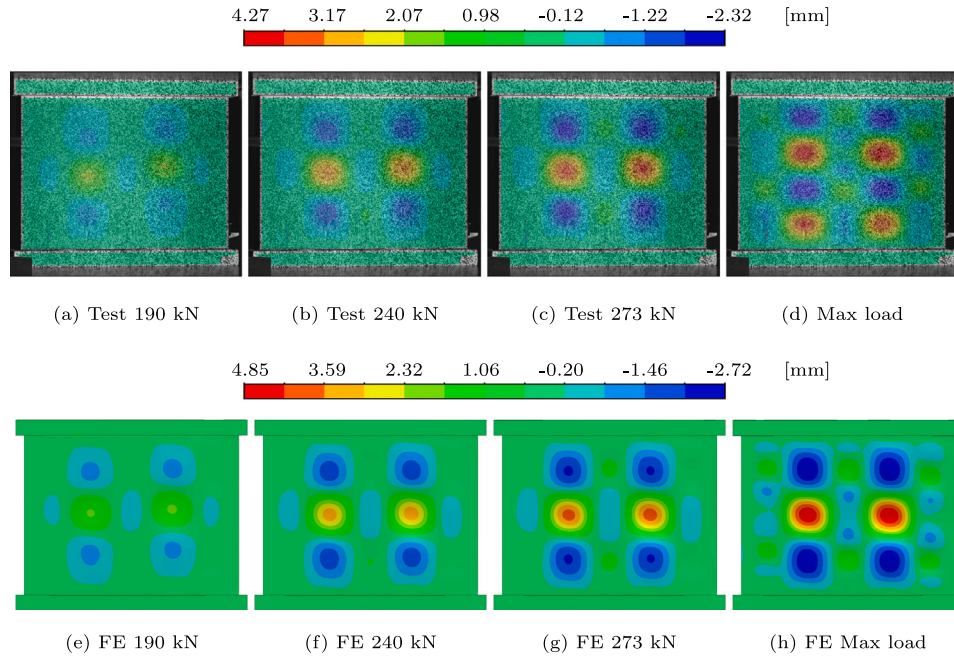 4.27 3.17 2.07 0.98 -0.12 -1.22 -2.32 [mm]
(a) Test 190 kN (b) Test 240 kN (c) Test 273 kN (d) Max load
4.85 3.59 2.32 1.06 -0.20 -1.46 -2.72 [mm]
(e) FE 190 kN (f) FE 240 kN (g) FE 273 kN (h) FE Max load